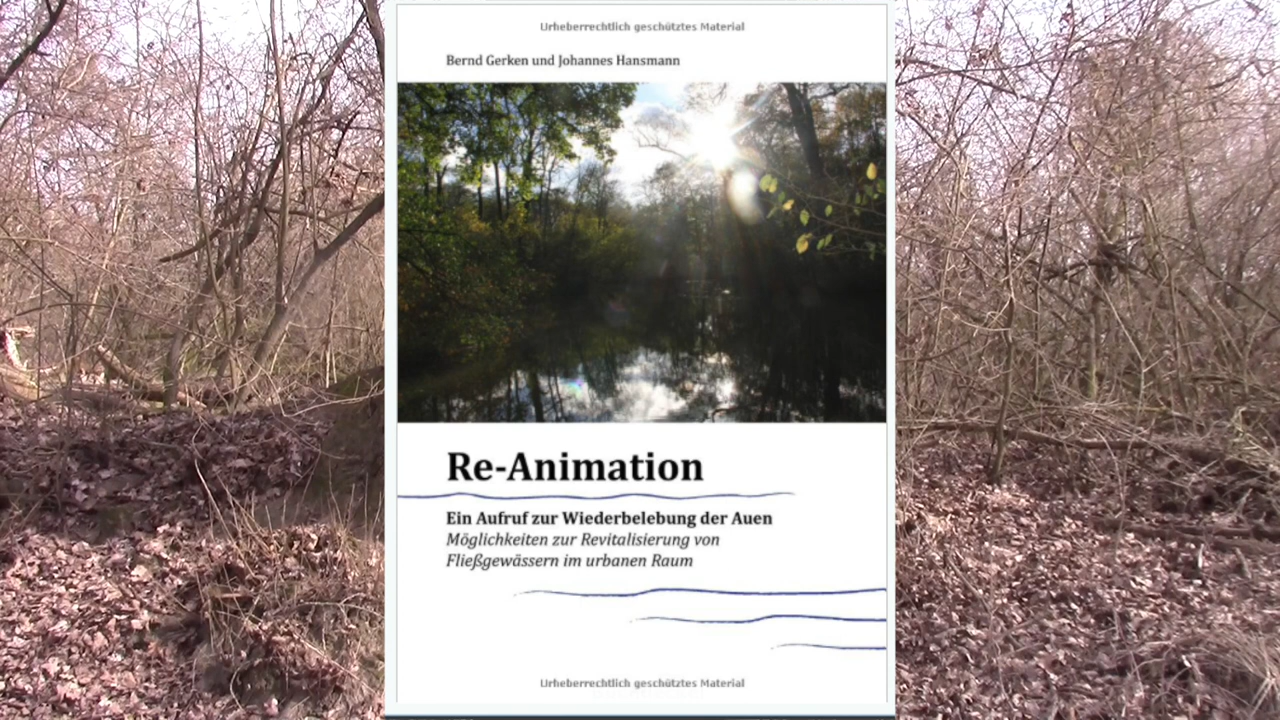 Urheberrechtlich geschütztes Material
Bernd Gerken und Johannes Hansmann
Re-Animation
Ein Aufruf zur Wiederbelebung der Auen
Möglichkeiten zur Revitalisierung von
Fließgewässern im urbanen Raum
Urheberrechtlich geschütztes Material